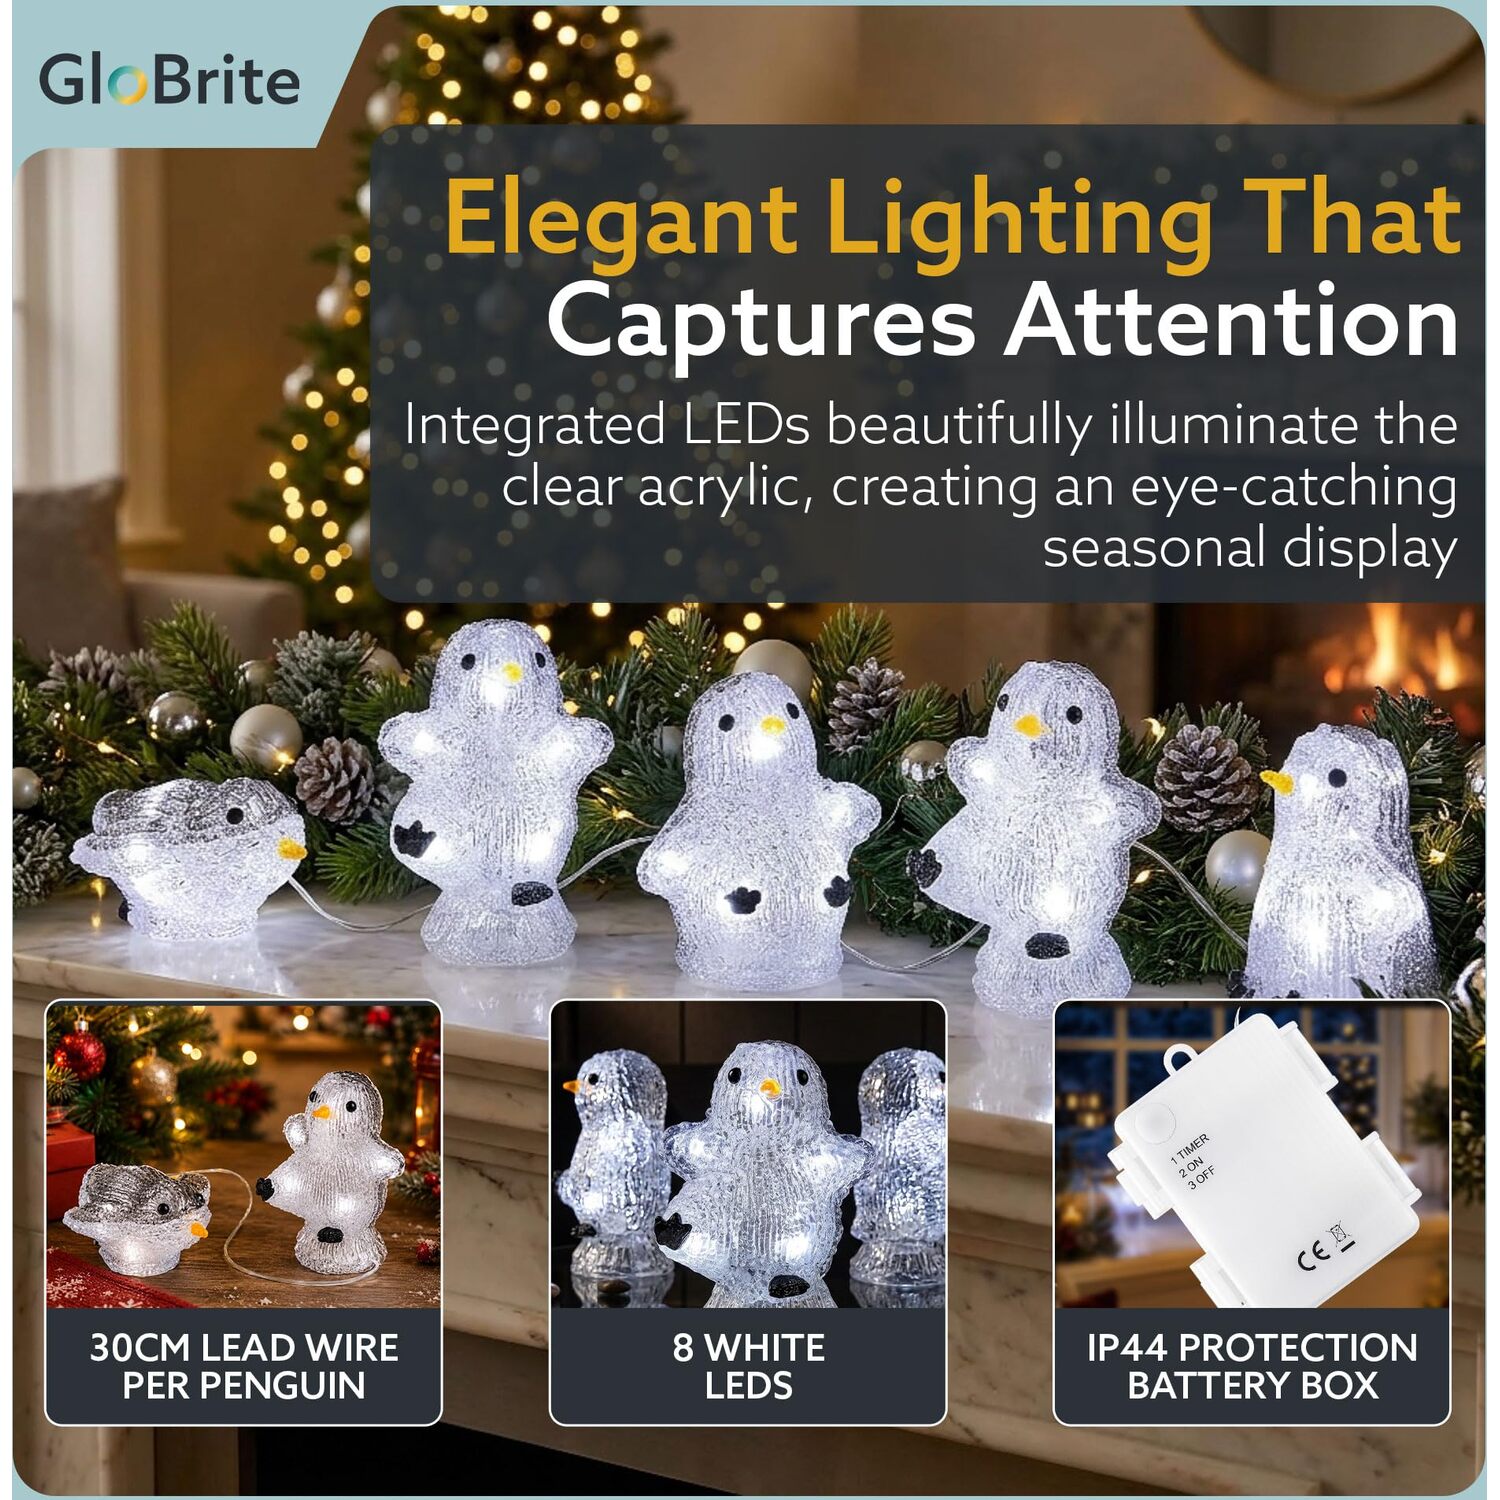 GloBrite
Elegant Lighting That
Captures Attention
Integrated LEDs beautifully illuminate the
clear acrylic, creating an eye-catching
seasonal display
30CM LEAD WIRE
PER PENGUIN
8 WHITE
LEDS
1 TIMER
2 ON
3 OFF
CE
IP44 PROTECTION
BATTERY BOX